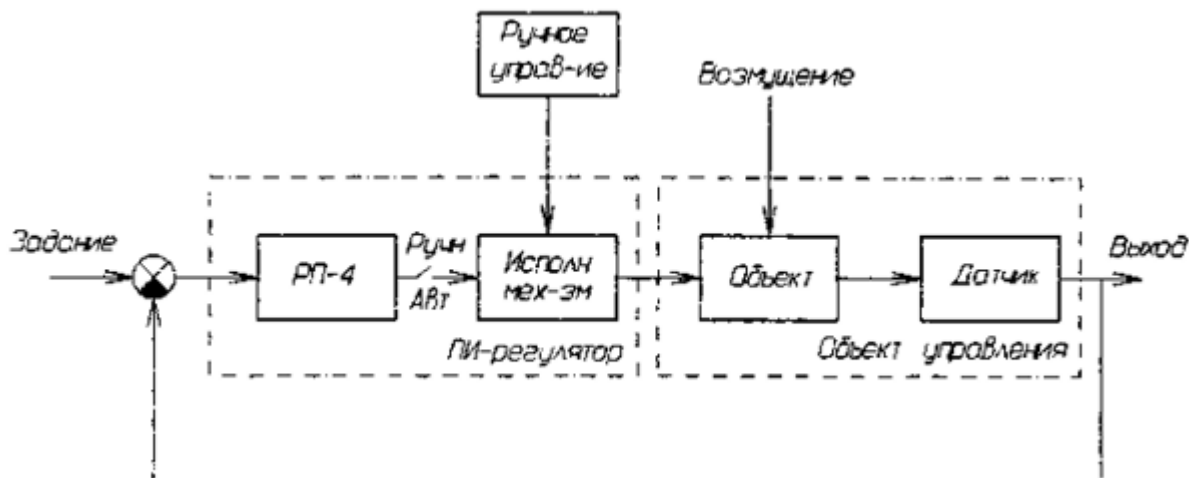 Ручное
управ-ие
Возмущение
Задание
РП-4
Ручн
Авт
Исполн
мех-зм
Объект
Датчик
Выход
ПИ-регулятор
Объект управления